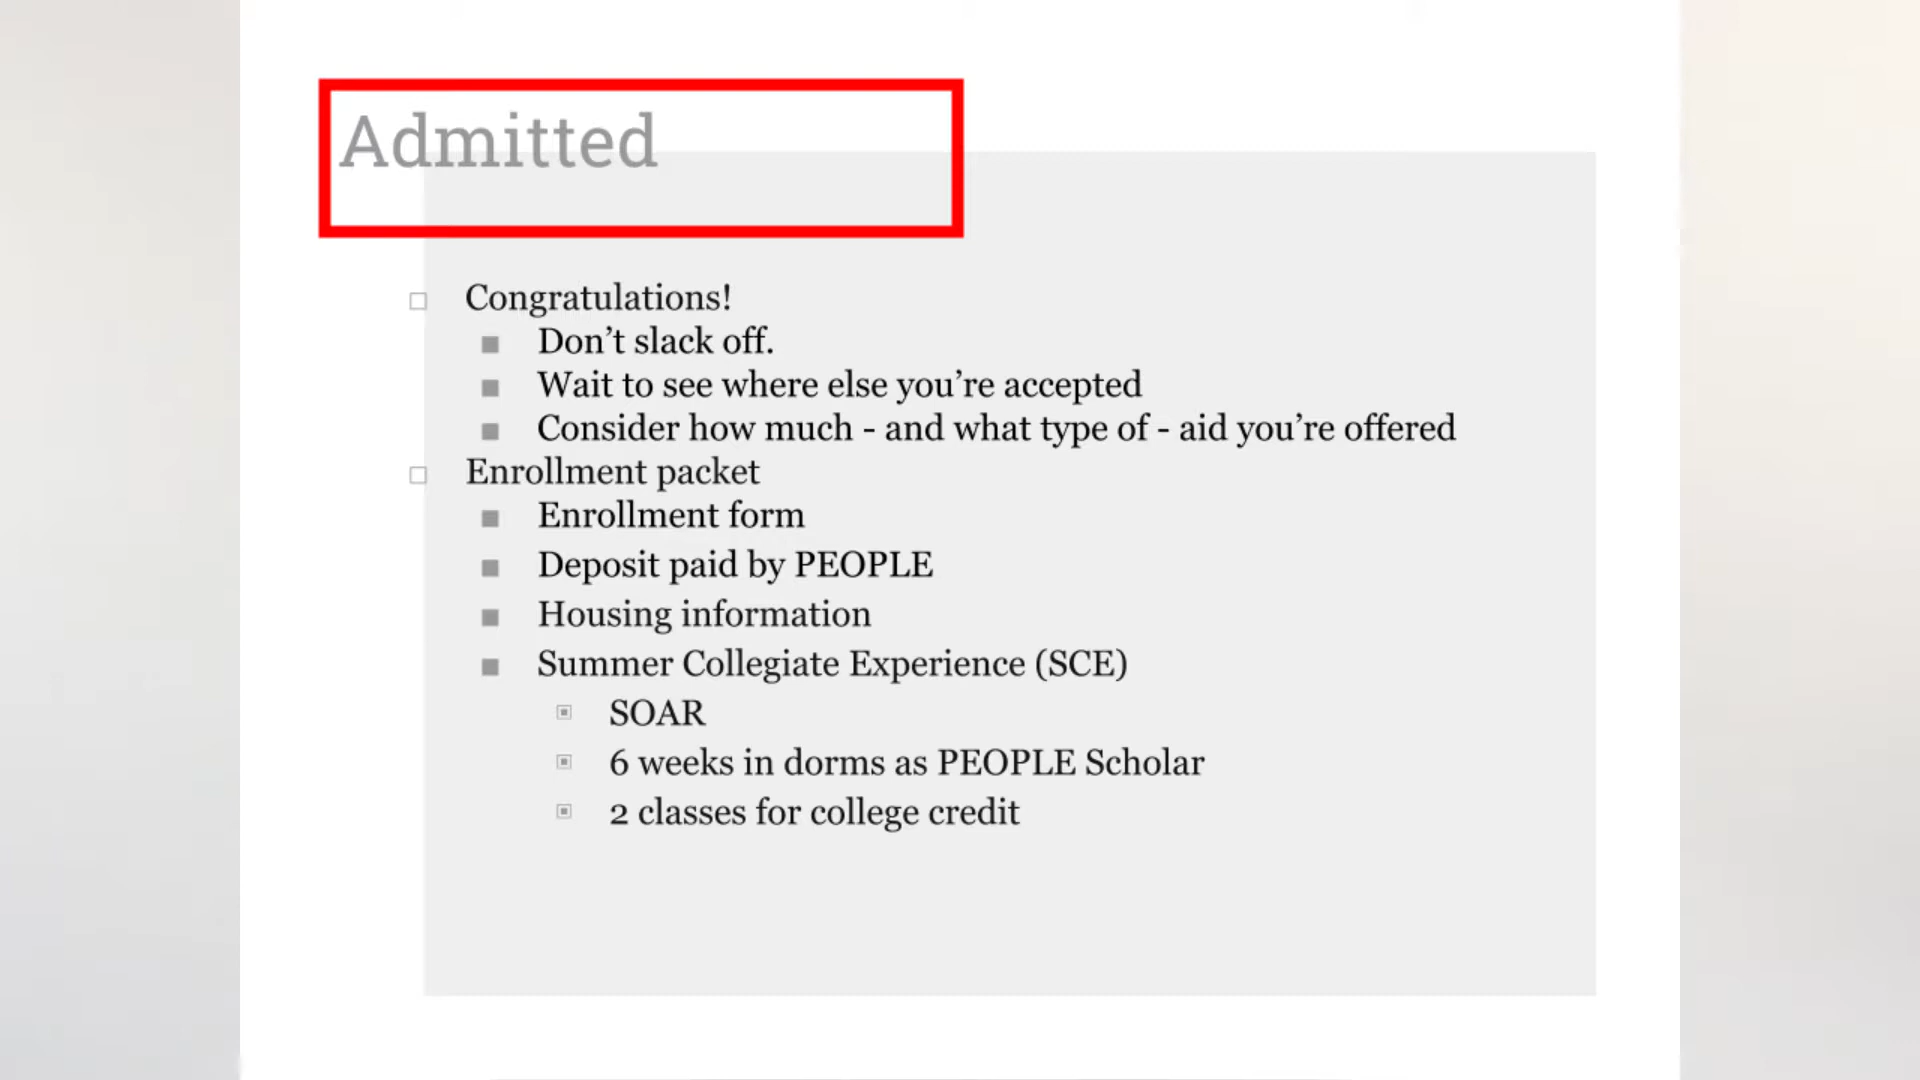 Admitted
Congratulations!
Don’t slack off.
Wait to see where else you’re accepted
Consider how much - and what type of - aid you’re offered
Enrollment packet
Enrollment form
Deposit paid by PEOPLE
Housing information
Summer Collegiate Experience (SCE)
SOAR
6 weeks in dorms as PEOPLE Scholar
2 classes for college credit